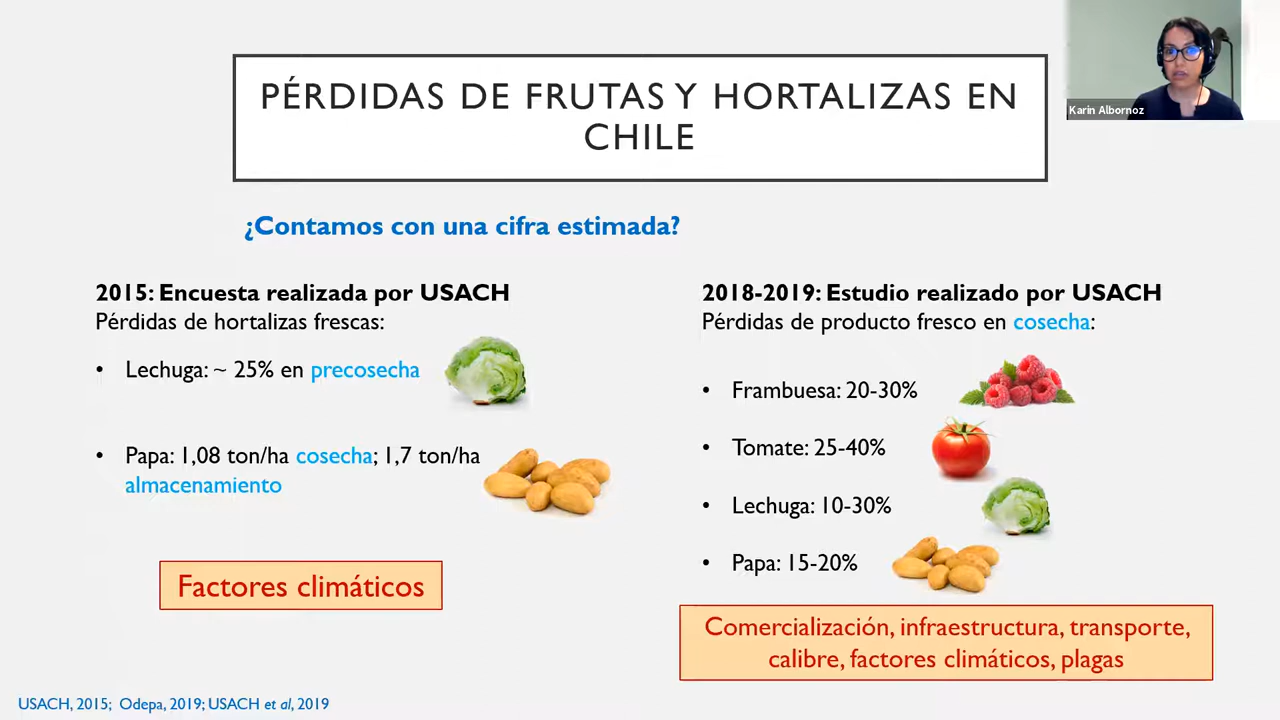 PÉRDIDAS DE FRUTAS Y HORTALIZAS EN
CHILE
Karin Albornoz
¿Contamos con una cifra estimada?
2015: Encuesta realizada por USACH
Pérdidas de hortalizas frescas:
• Lechuga: ~ 25% en precosecha
• Papa: 1,08 ton/ha cosecha; 1,7 ton/ha
almacenamiento
Factores climáticos
2018-2019: Estudio realizado por USACH
Pérdidas de producto fresco en cosecha:
• Frambuesa: 20-30%
• Tomate: 25-40%
• Lechuga: 10-30%
• Papa: 15-20%
Comercialización, infraestructura, transporte,
calibre, factores climáticos, plagas
USACH, 2015; Odepa, 2019; USACH et al, 2019